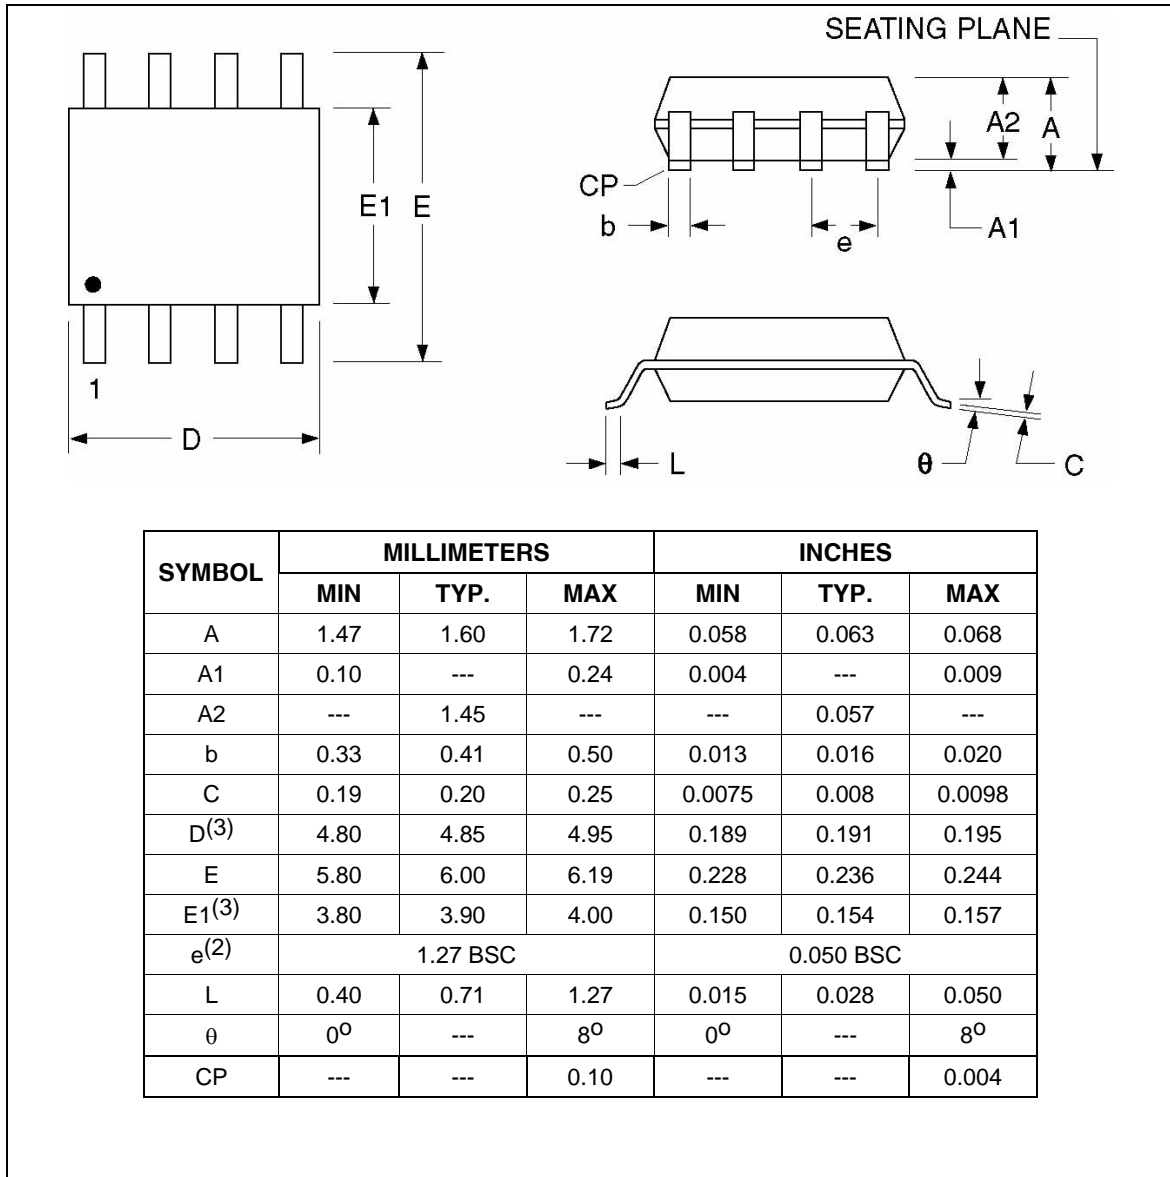 SEATING PLANE
A2 A
E1 E
CP
b
e
A1
1
D
L
θ
C
SYMBOL MILLIMETERS INCHES
MIN TYP. MAX MIN TYP. MAX
A 1.47 1.60 1.72 0.058 0.063 0.068
A1 0.10 --- 0.24 0.004 --- 0.009
A2 --- 1.45 --- --- 0.057 ---
b 0.33 0.41 0.50 0.013 0.016 0.020
C 0.19 0.20 0.25 0.0075 0.008 0.0098
D(3) 4.80 4.85 4.95 0.189 0.191 0.195
E 5.80 6.00 6.19 0.228 0.236 0.244
E1(3) 3.80 3.90 4.00 0.150 0.154 0.157
e(2) 1.27 BSC 0.050 BSC
L 0.40 0.71 1.27 0.015 0.028 0.050
θ 0º --- 8º 0º --- 8º
CP --- --- 0.10 --- --- 0.004